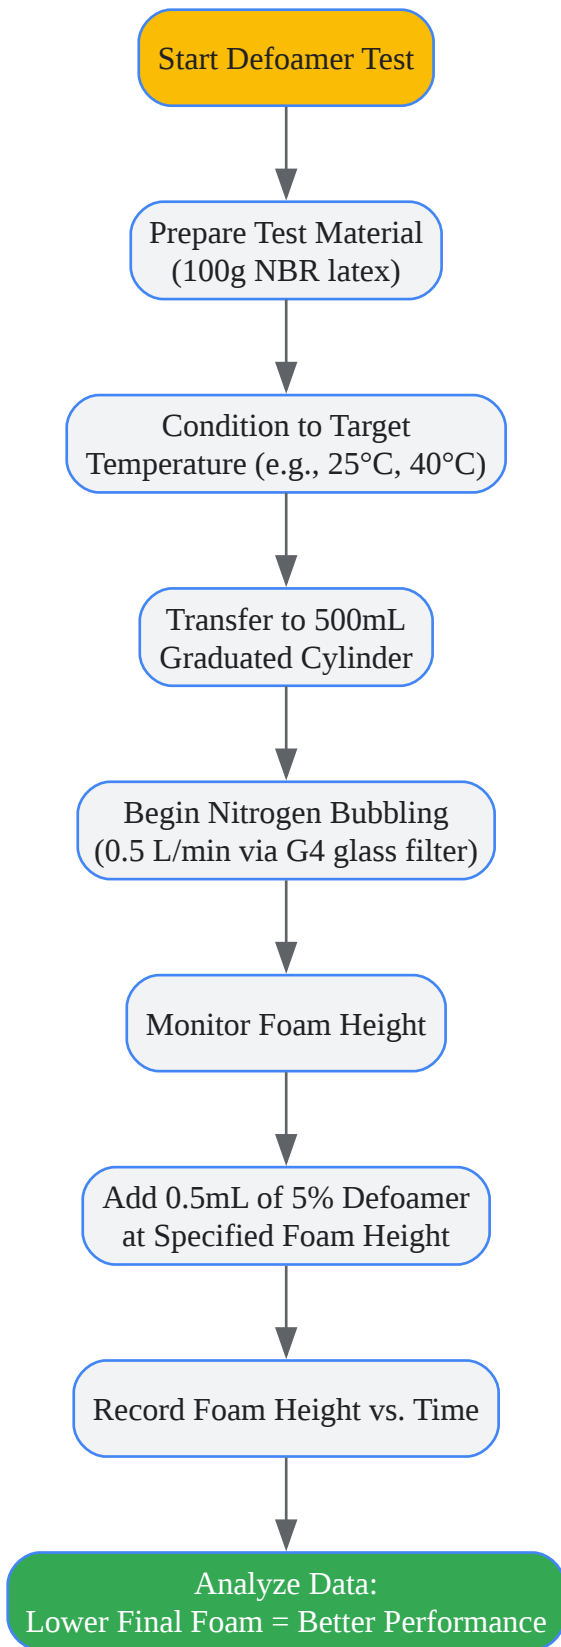 Start Defoamer Test
Prepare Test Material
(100g NBR latex)
Condition to Target
Temperature (e.g., 25°C, 40°C)
Transfer to 500mL
Graduated Cylinder
Begin Nitrogen Bubbling
(0.5 L/min via G4 glass filter)
Monitor Foam Height
Add 0.5mL of 5% Defoamer
at Specified Foam Height
Record Foam Height vs. Time
Analyze Data:
Lower Final Foam = Better Performance